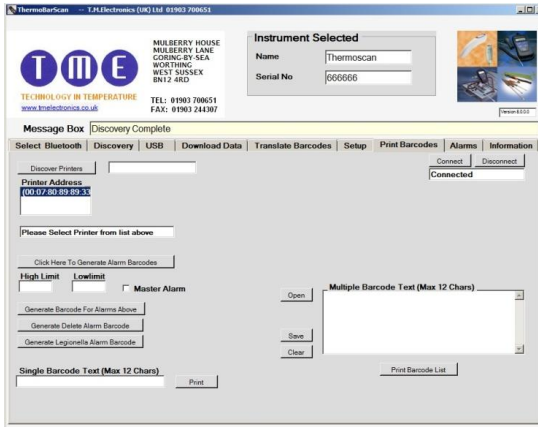 ThermoBarScan -- T.M.Electronics (UK) Ltd 01903 700651
TME
TECHNOLOGY IN TEMPERATURE
www.tmelectronics.co.uk
MULBERRY HOUSE
MULBERRY LANE
GORING-BY-SEA
WORTHING
WEST SUSSEX
BN12 4RD
TEL: 01903 700651
FAX: 01903 244307
Instrument Selected
Name Thermoscan
Serial No 666666
Version 8.0.0.0
Message Box Discovery Complete
Select Bluetooth Discovery USB Download Data Translate Barcodes Setup Print Barcodes Alarms Information
Discover Printers
Connect Disconnect
Connected
Printer Address
(00:07:80:89:89:33
Please Select Printer from list above
Click Here To Generate Alarm Barcodes
High Limit Lowlimit
Master Alarm
Generate Barcode For Alarms Above
Generate Delete Alarm Barcode
Generate Legionella Alarm Barcode
Single Barcode Text (Max 12 Chars)
Print
Multiple Barcode Text (Max 12 Chars)
Open
Save
Clear
Print Barcode List